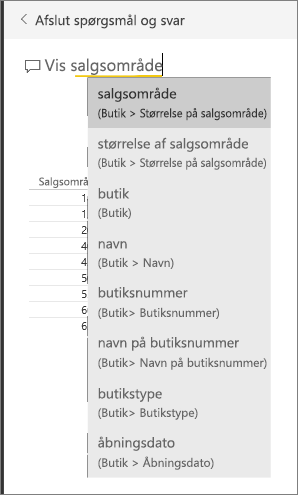 Afslut spørgsmål og svar
Vis salgsområde
salgsområde
(Butik > Størrelse på salgsområde)
størrelse af salgsområde
(Butik > Størrelse på salgsområde)
butik
(Butik)
navn
(Butik > Navn)
butiksnummer
(Butik> Butiksnummer)
navn på butiksnummer
(Butik> Navn på butiksnummer)
butikstype
(Butik> Butikstype)
åbningsdato
(Butik > Åbningsdato)
Salgsområ
1
1
2
4
4
5
5
6
6